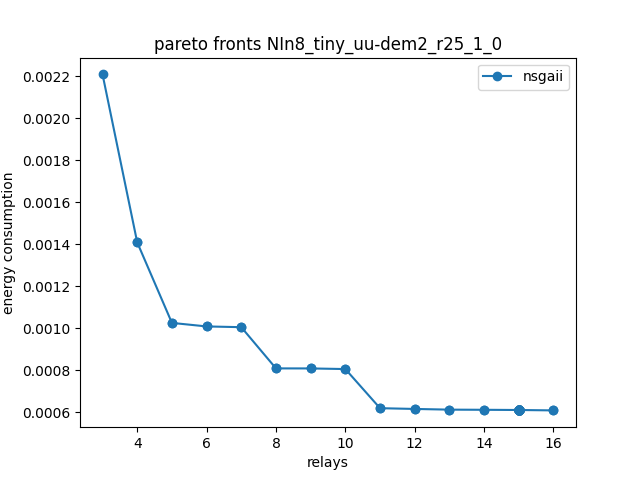 pareto fronts NIn8_tiny_uu-dem2_r25_1_0
nsgaii
0.0022
0.0020
0.0018
0.0016
0.0014
0.0012
0.0010
0.0008
0.0006
energy consumption
4 6 8 10 12 14 16
relays